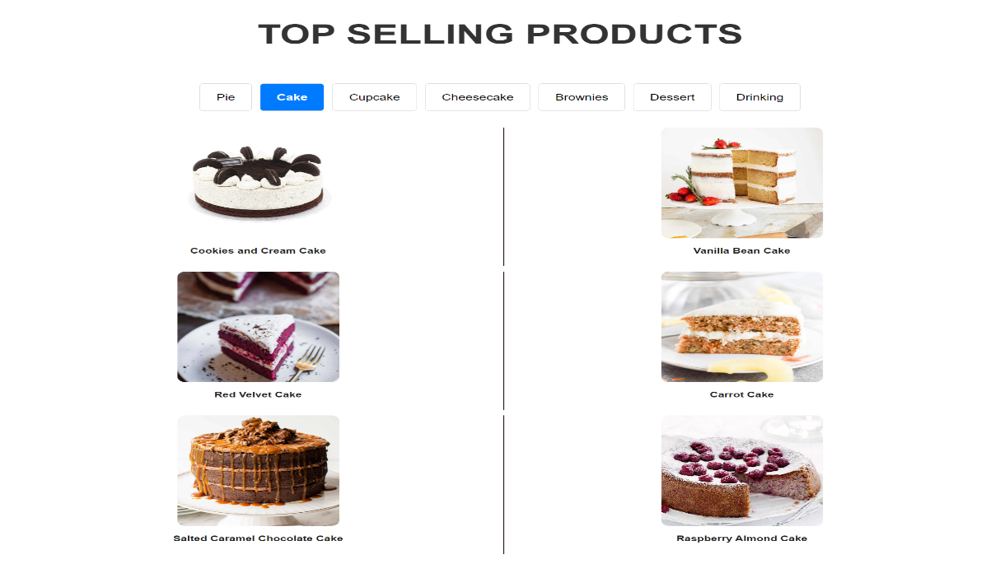 TOP SELLING PRODUCTS
Pie Cake Cupcake Cheesecake Brownies Dessert Drinking
Cookies and Cream Cake
Vanilla Bean Cake
Red Velvet Cake
Carrot Cake
Salted Caramel Chocolate Cake
Raspberry Almond Cake